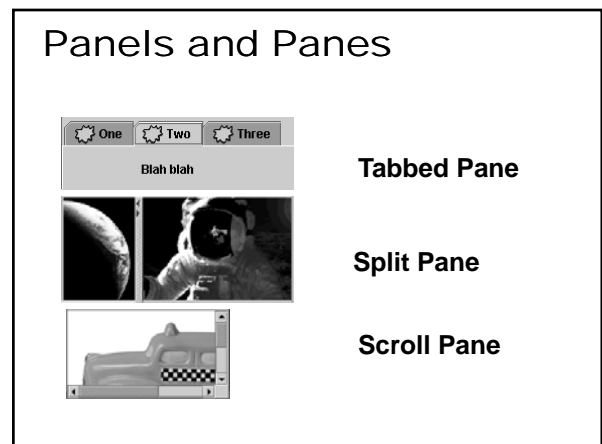 Panels and Panes
One Two Three
Blah blah
Tabbed Pane
Split Pane
Scroll Pane